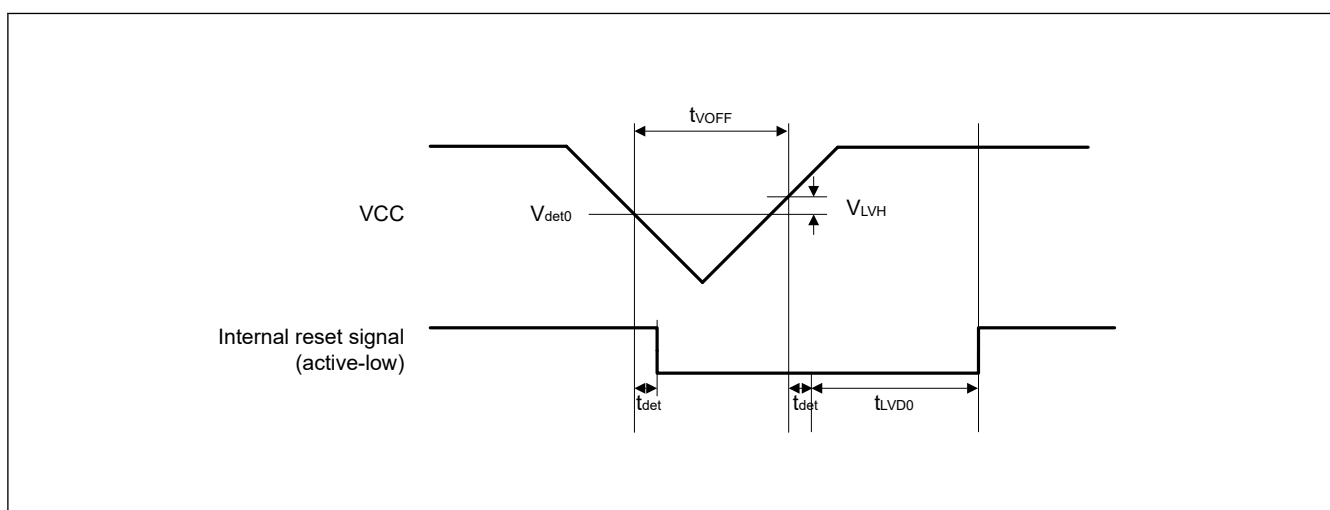 tVOFF
VCC
Vdet0
VLVH
Internal reset signal
(active-low)
tdet
tdet
tLVD0